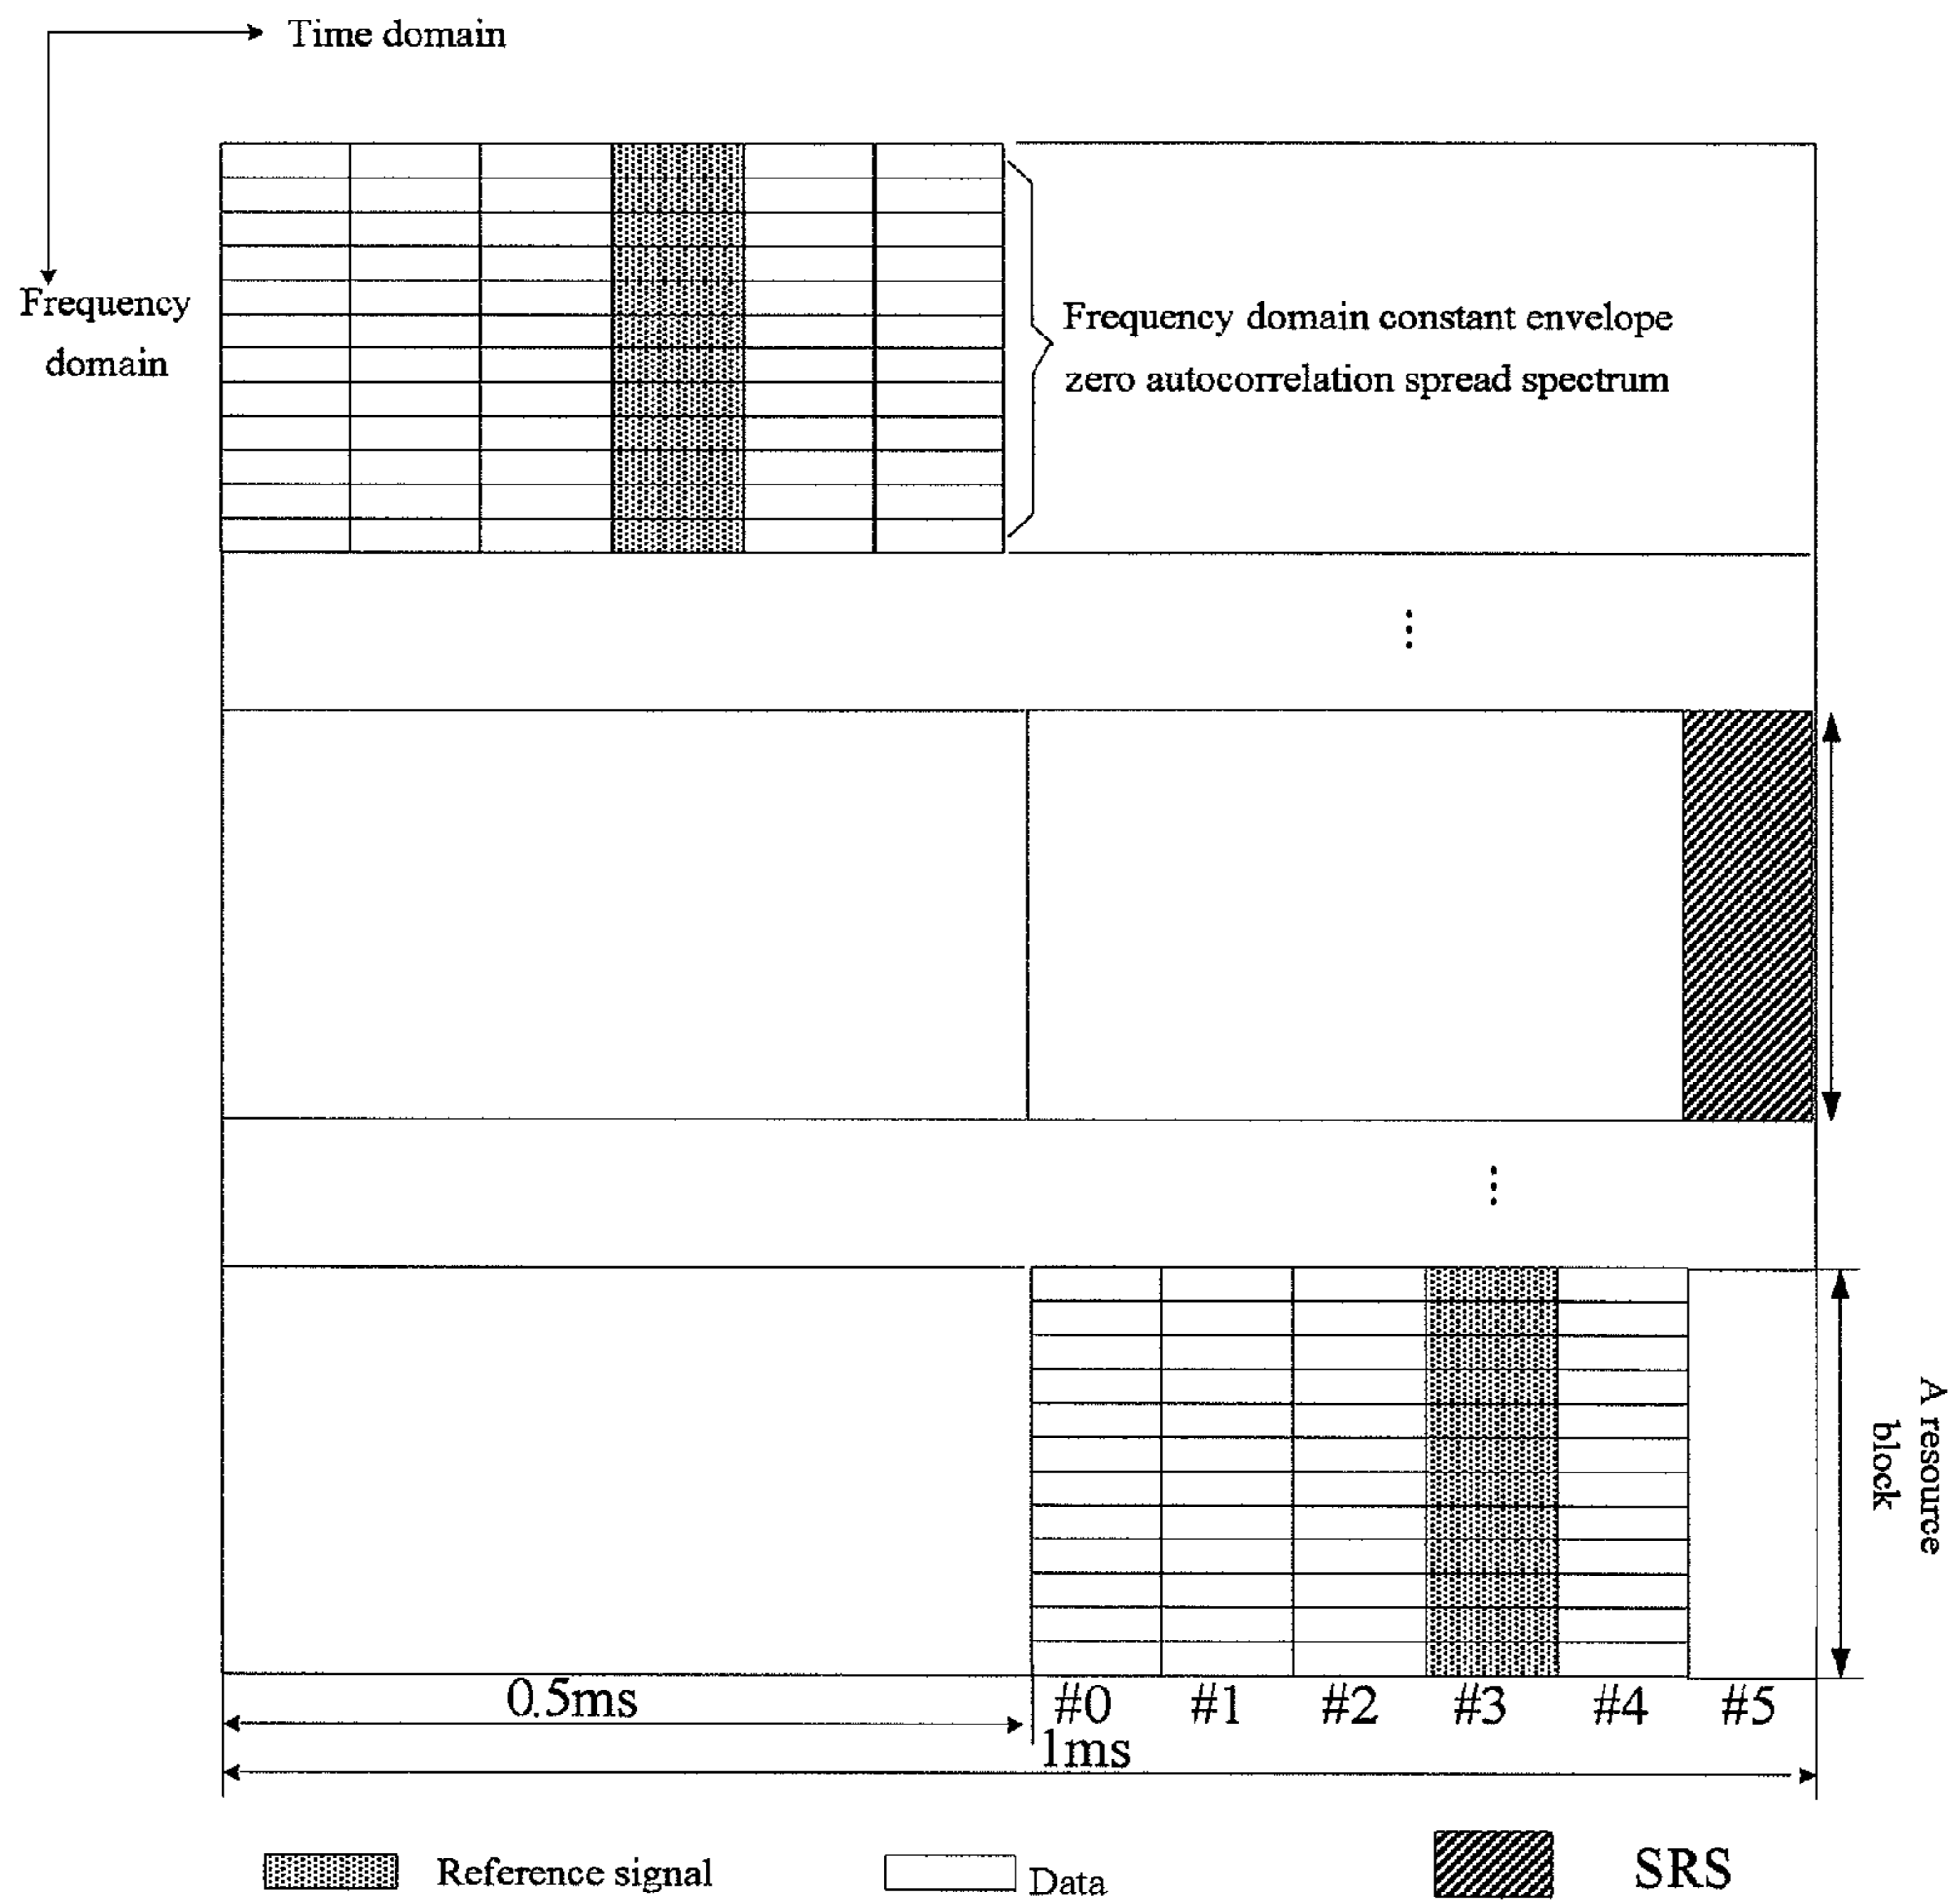 Time domain
Frequency
domain
Frequency domain constant envelope
zero autocorrelation spread spectrum
A resource
block
0.5ms
#0 #1 #2 #3 #4 #5
1ms
Reference signal
Data
SRS